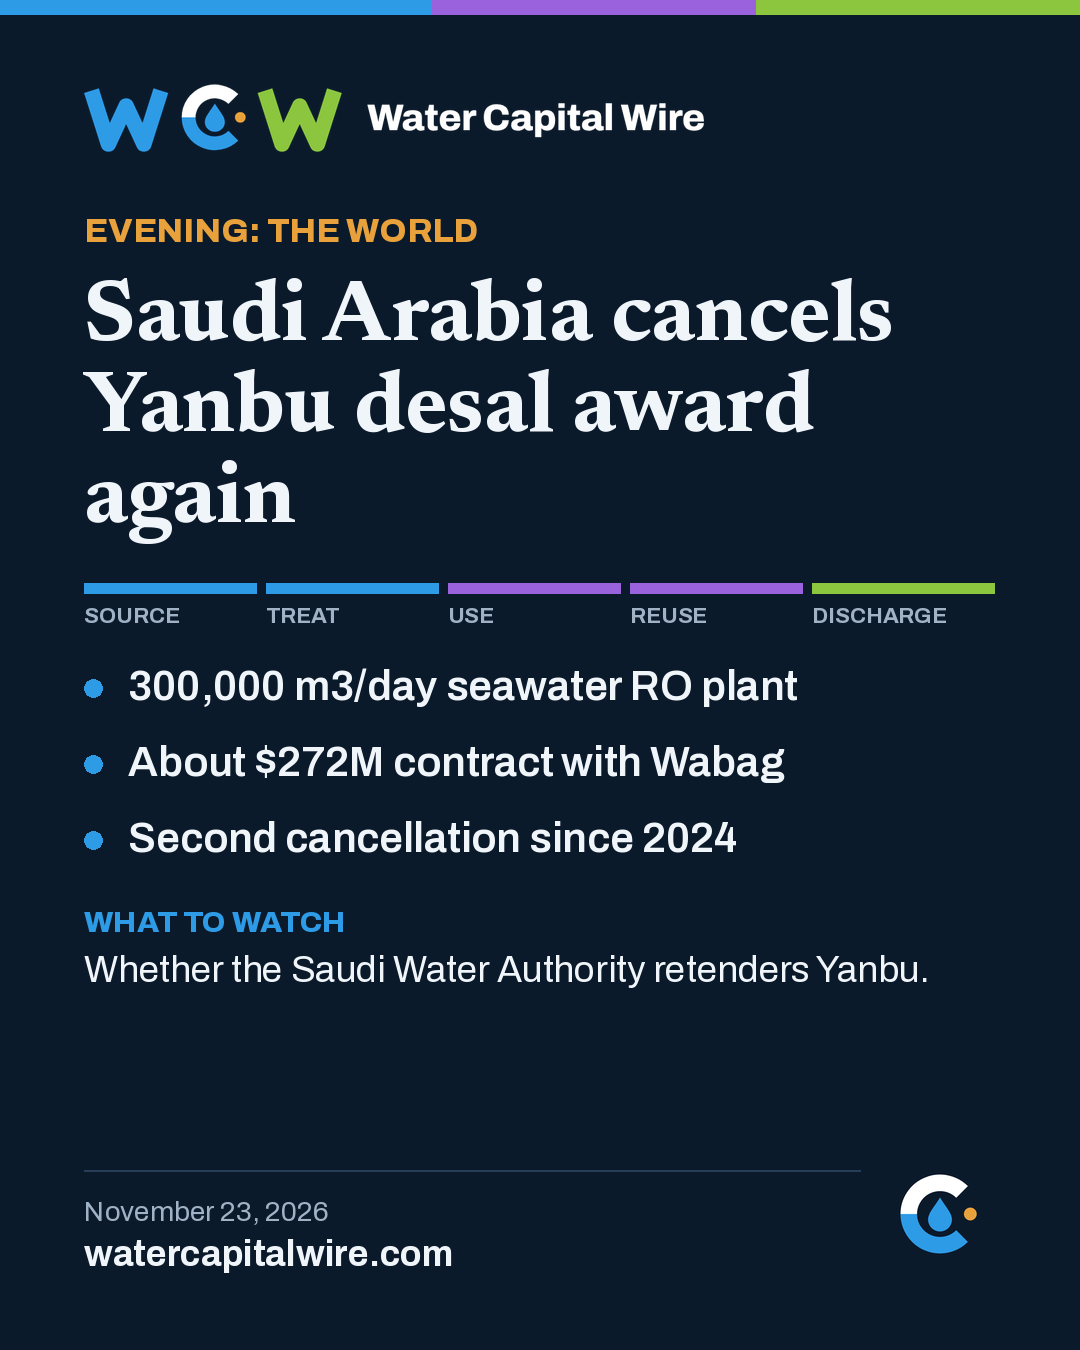 WCW Water Capital Wire
EVENING: THE WORLD
Saudi Arabia cancels
Yanbu desal award
again
SOURCE TREAT USE REUSE DISCHARGE
300,000 m3/day seawater RO plant
About $272M contract with Wabag
Second cancellation since 2024
WHAT TO WATCH
Whether the Saudi Water Authority retenders Yanbu.
November 23, 2026
watercapitalwire.com